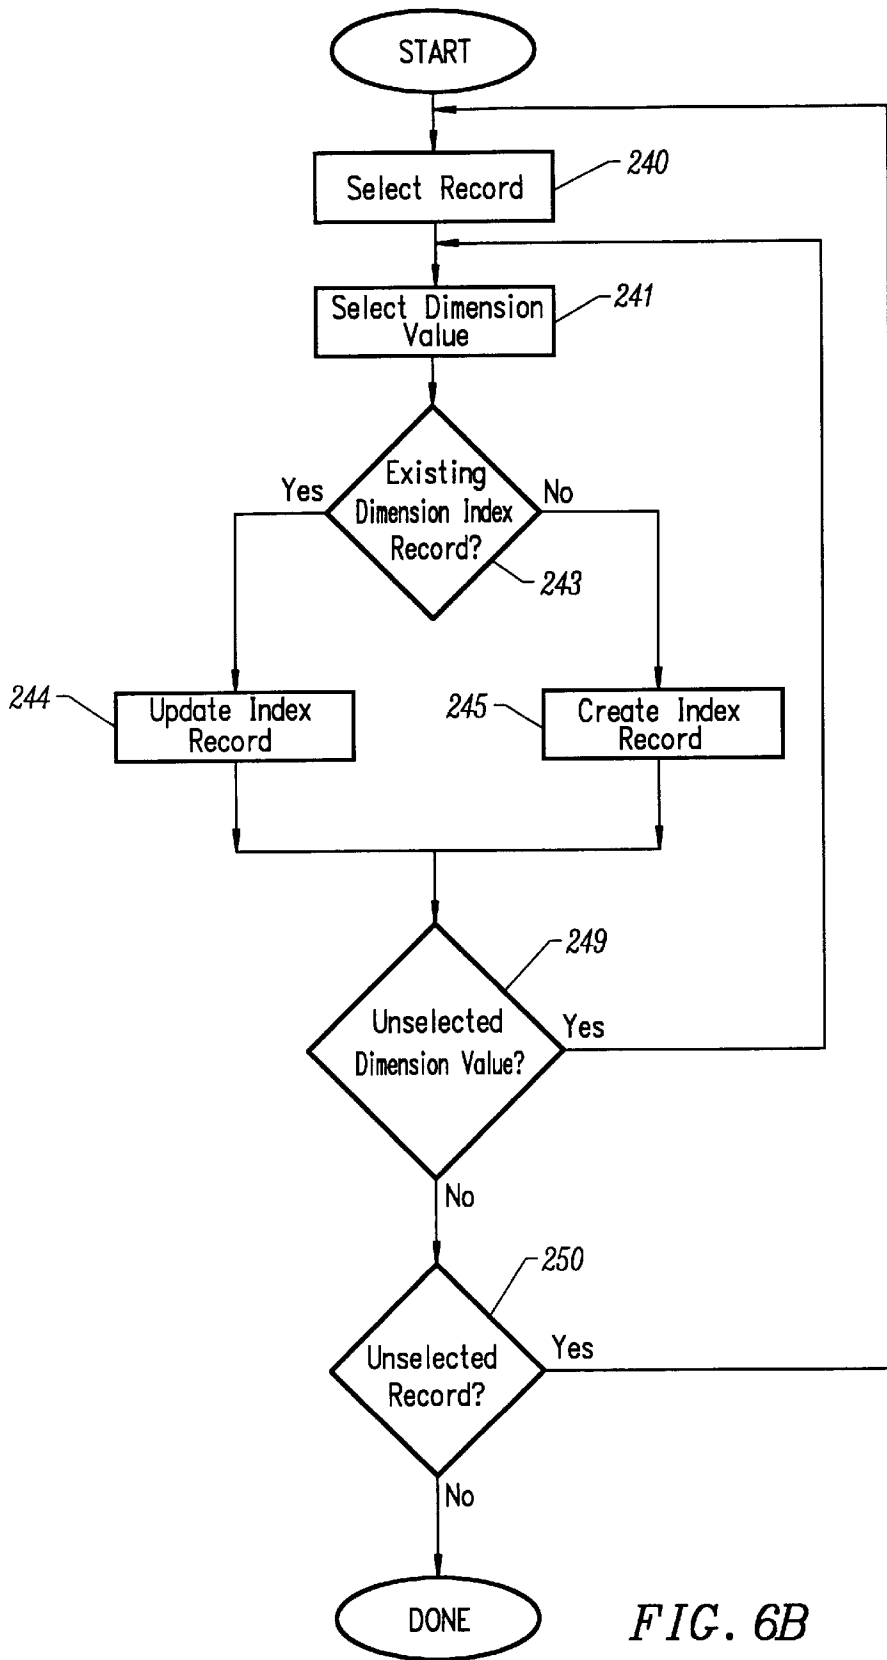 START
Select Record
240
Select Dimension
Value
241
Existing
Dimension Index
Record?
Yes
No
243
244
Update Index
Record
245
Create Index
Record
249
Unselected
Dimension Value?
Yes
No
250
Unselected
Record?
Yes
No
DONE
FIG. 6B